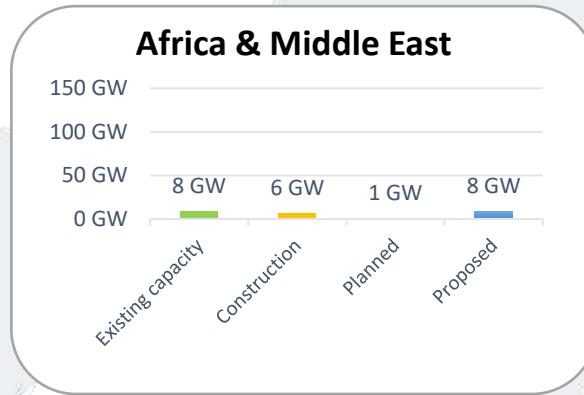 Africa & Middle East
150 GW
100 GW
50 GW
0 GW
8 GW
6 GW
1 GW
8 GW
Existing capacity
Construction
Planned
Proposed